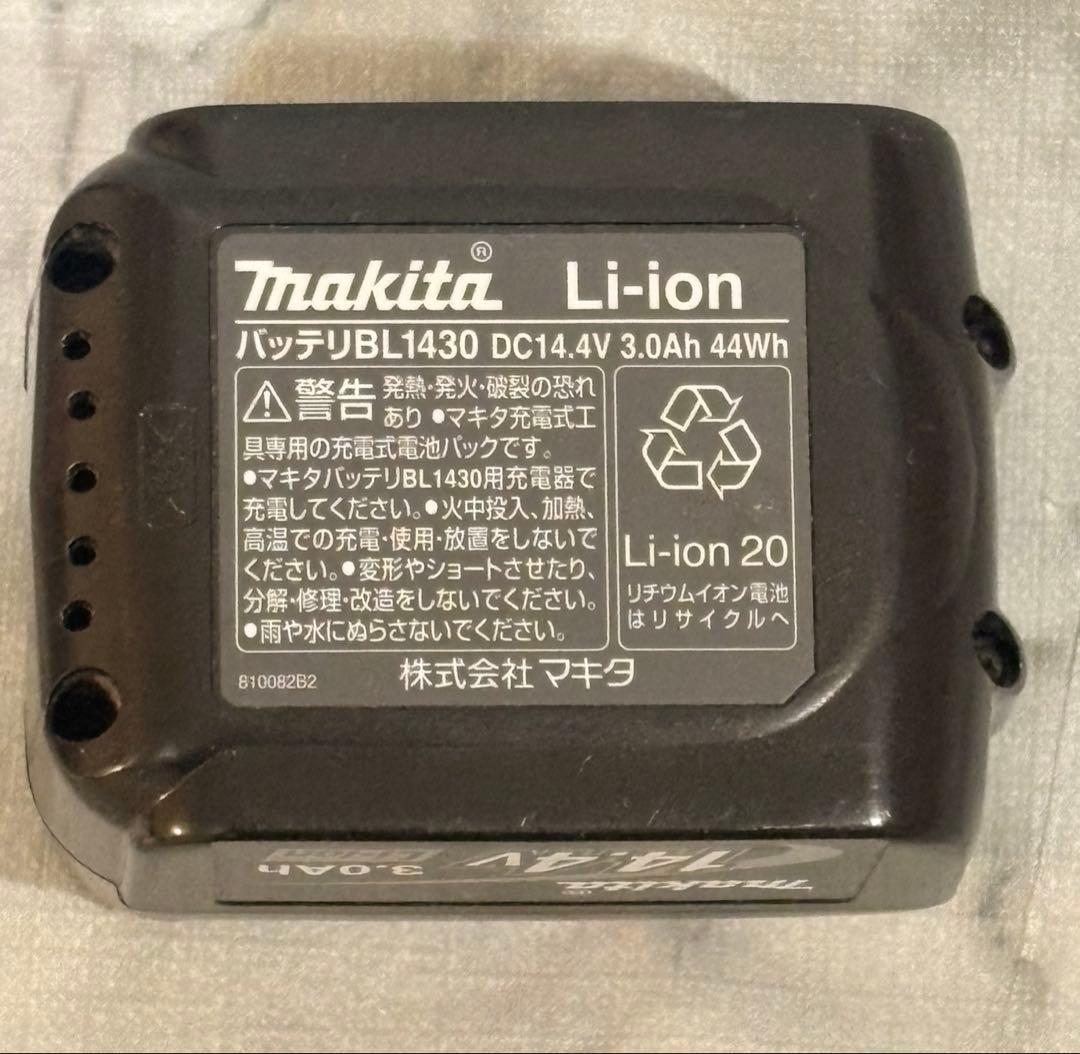 makita® Li-ion
バッテリBL1430 DC14.4V 3.0Ah 44Wh
⚠警告 発熱・発火・破裂の恐れ
あり ●マキタ充電式工
具専用の充電式電池パックです。
●マキタバッテリBL1430用充電器で
充電してください。●火中投入、加熱、
高温での充電・使用・放置をしないで
ください。●変形やショートさせたり、
分解・修理・改造をしないでください。
●雨や水にぬらさないでください。
Li-ion 20
リチウムイオン電池
はリサイクルへ
810082B2 株式会社マキタ
makita
14.4V 3.0Ah